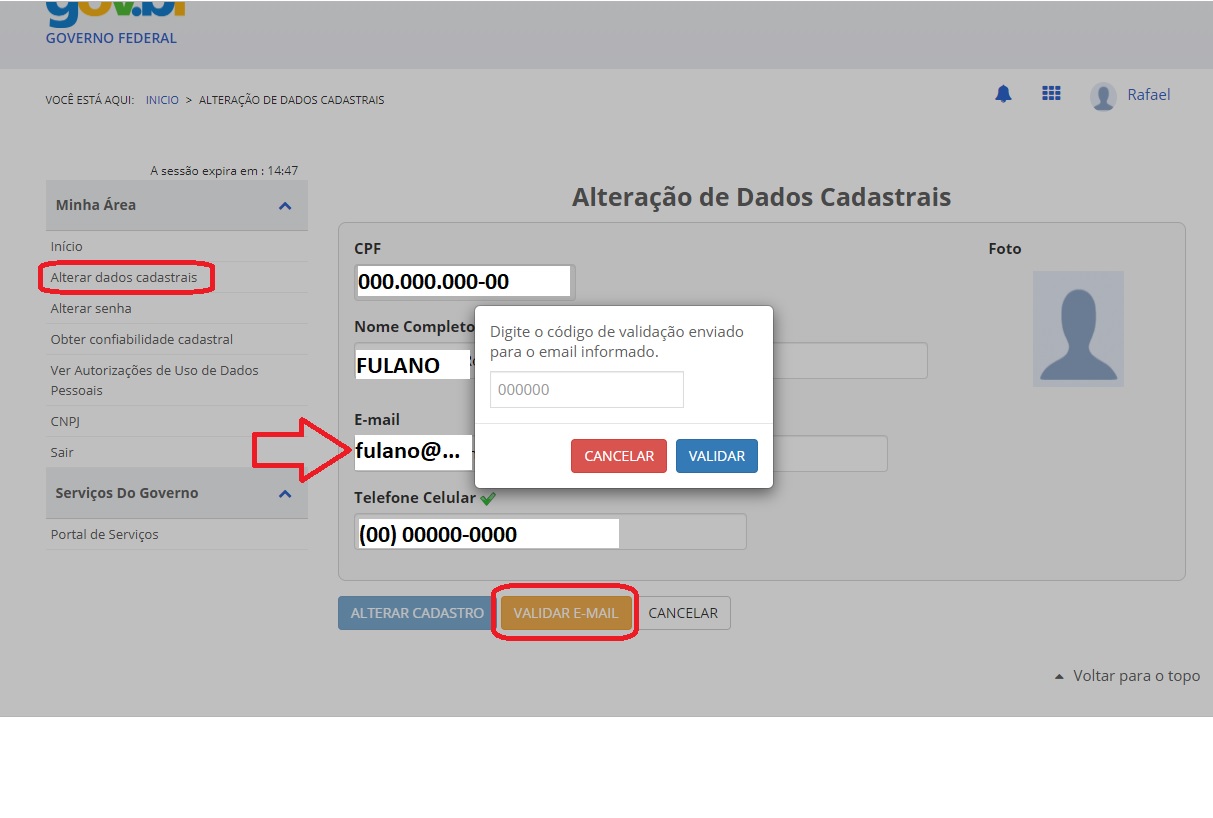 gov.br
GOVERNO FEDERAL
VOCÊ ESTÁ AQUI: INICIO > ALTERAÇÃO DE DADOS CADASTRAIS
Rafael
A sessão expira em : 14:47
Minha Área
Início
Alterar dados cadastrais
Alterar senha
Obter confiabilidade cadastral
Ver Autorizações de Uso de Dados
Pessoais
CNPJ
Sair
Serviços Do Governo
Portal de Serviços
Alteração de Dados Cadastrais
CPF
000.000.000-00
Foto
Nome Completo
FULANO
E-mail
fulano@...
Telefone Celular
(00) 00000-0000
Digite o código de validação enviado
para o email informado.
000000
CANCELAR VALIDAR
ALTERAR CADASTRO VALIDAR E-MAIL CANCELAR
Voltar para o topo